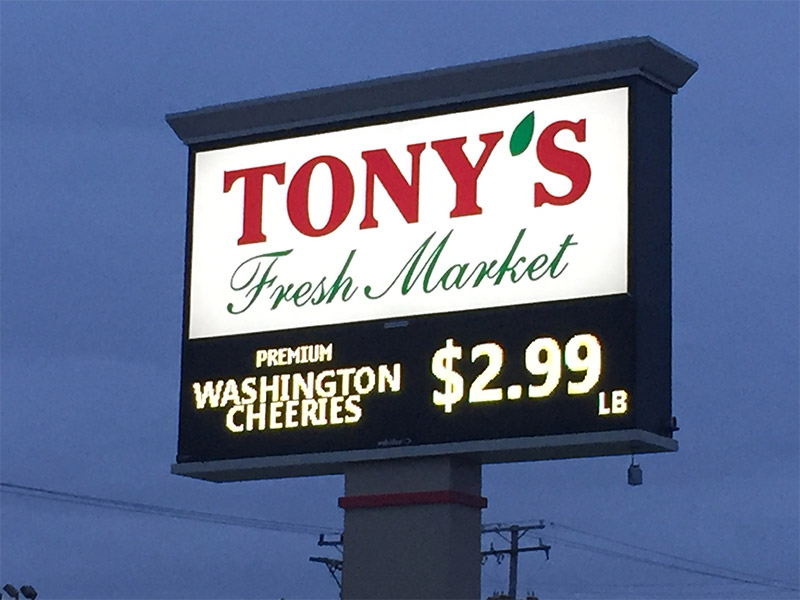 TONY'S
Fresh Market
PREMIUM
WASHINGTON
CHEERIES
$2.99
LB